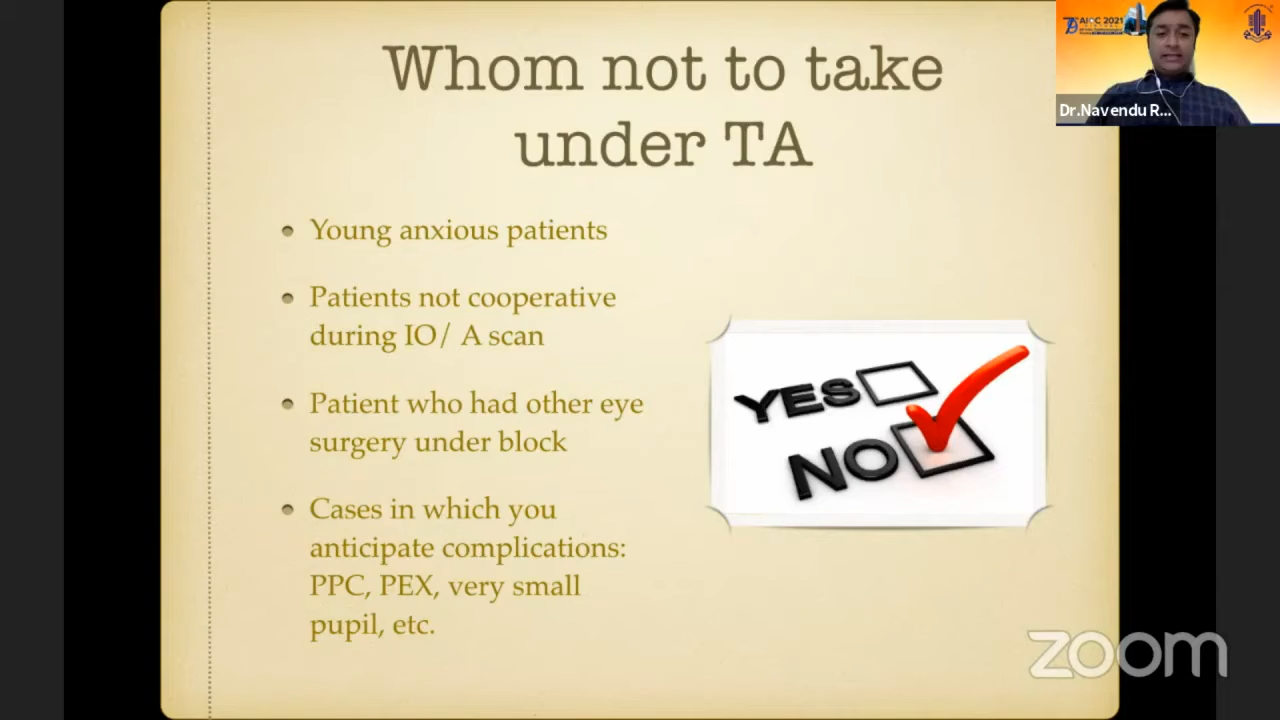 Whom not to take
under TA
Young anxious patients
Patients not cooperative
during IO/ A scan
Patient who had other eye
surgery under block
Cases in which you
anticipate complications:
PPC, PEX, very small
pupil, etc.
YES
NO
AIOC 2021
Dr.Navendu R...
zoom